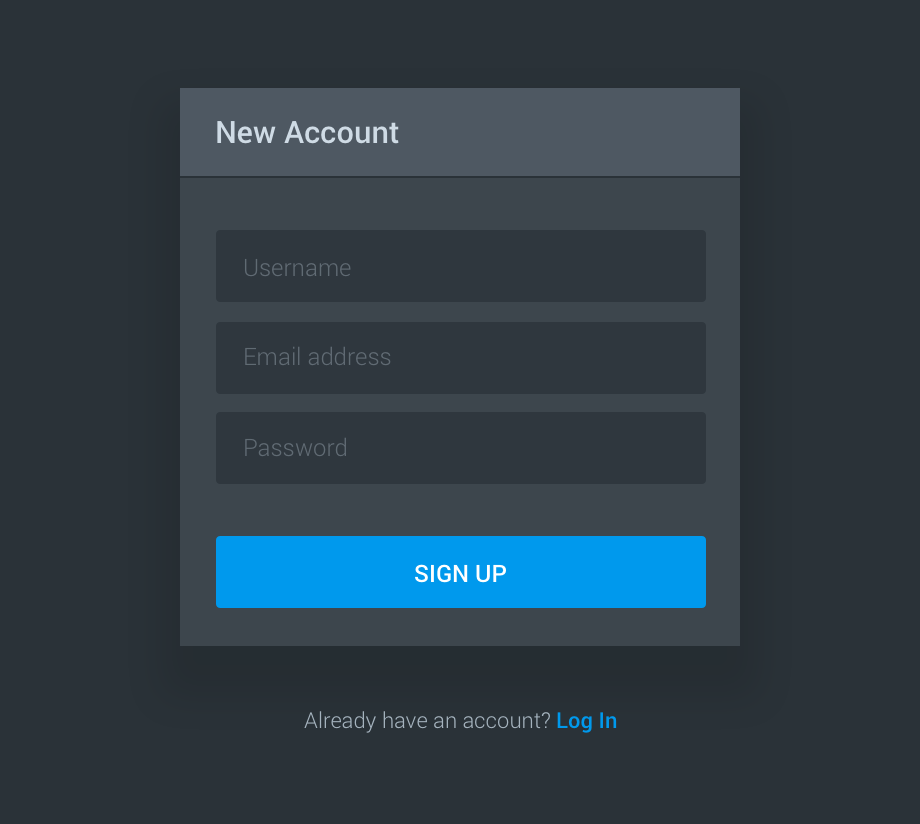 New Account
Username
Email address
Password
SIGN UP
Already have an account? Log In